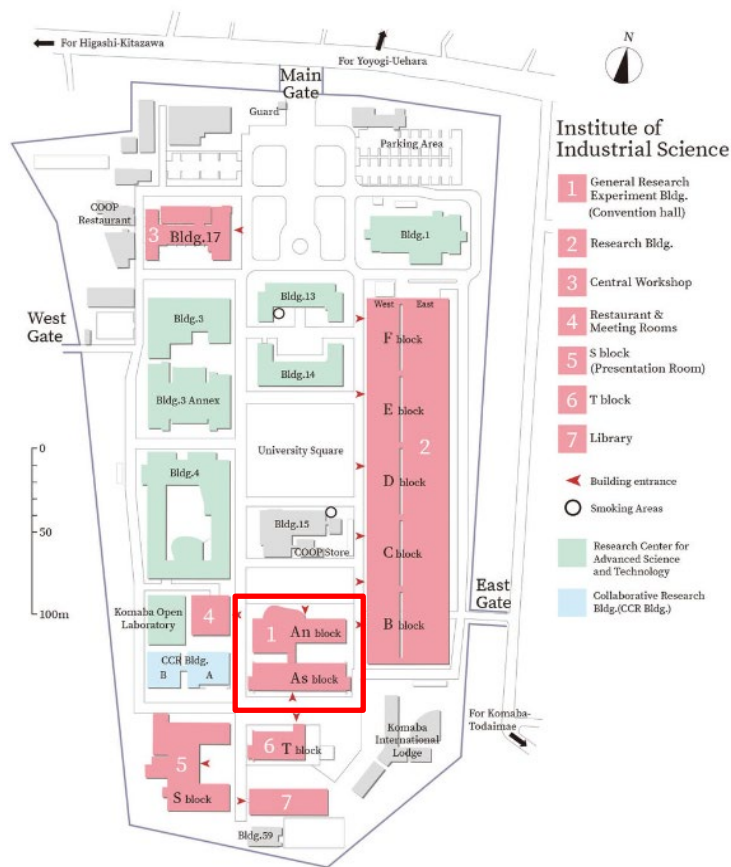 For Higashi-Kitazawa
For Yoyogi-Uehara
N
Main
Gate
Guard
Parking Area
Institute of
Industrial Science
1 General Research
Experiment Bldg.
(Convention hall)
2 Research Bldg.
3 Central Workshop
4 Restaurant &
Meeting Rooms
5 S block
(Presentation Room)
6 T block
7 Library
Building entrance
Smoking Areas
Research Center for
Advanced Science
and Technology
Collaborative Research
Bldg.(CCR Bldg.)
COOP
Restaurant
3 Bldg.17
Bldg.1
West
Gate
Bldg.3
Bldg.13
West East
F block
Bldg.14
Bldg.3 Annex
E block
2
University Square
0
50
100m
Bldg.4
D block
Bldg.15
COOP Store
C block
East
Gate
Komaba Open
Laboratory
4
1 An block
B block
CCR Bldg.
B A
As block
For Komaba-
Todaimae
Komaba
International
Lodge
6 T block
5
S block
7
Bldg.59